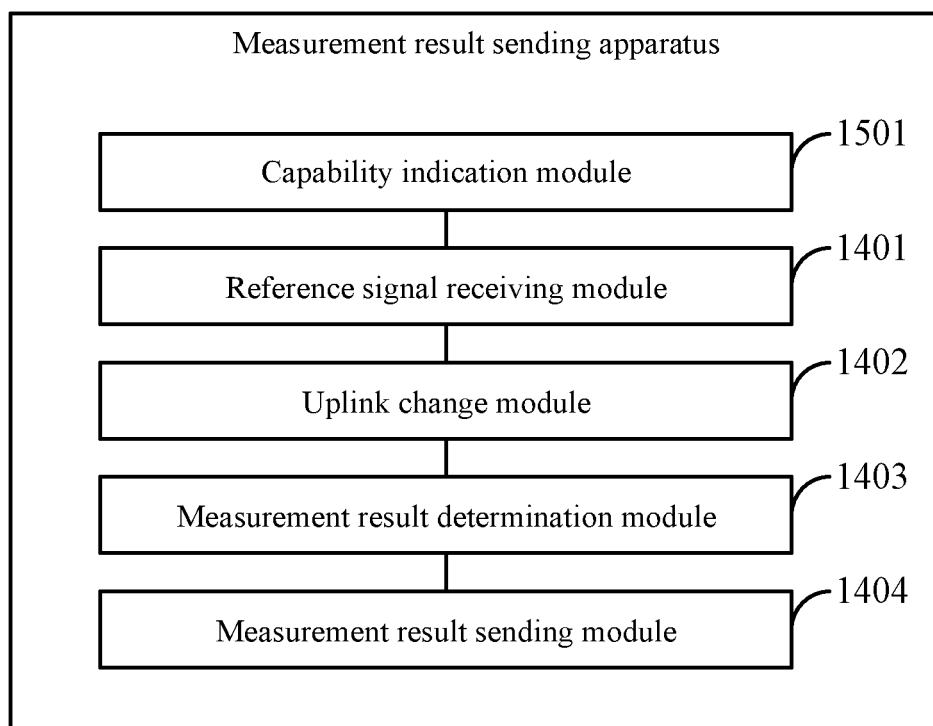 Measurement result sending apparatus
1501
Capability indication module
1401
Reference signal receiving module
1402
Uplink change module
1403
Measurement result determination module
1404
Measurement result sending module